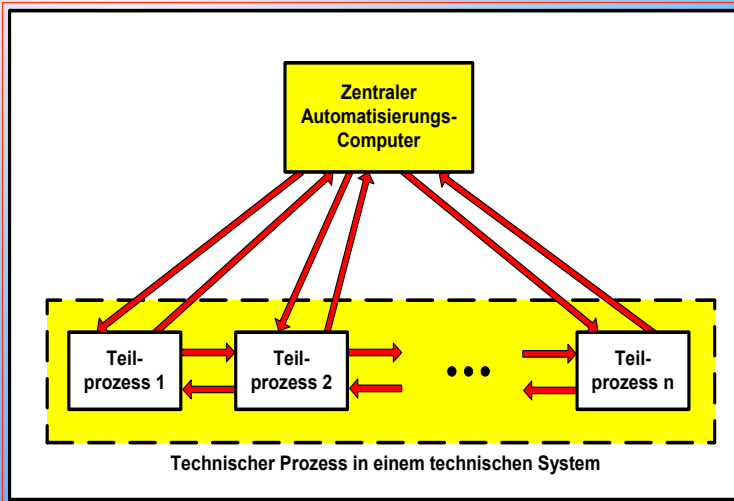 Zentraler
Automatisierungs-
Computer
Teil-
prozess 1
Teil-
prozess 2
Teil-
prozess n
Technischer Prozess in einem technischen System